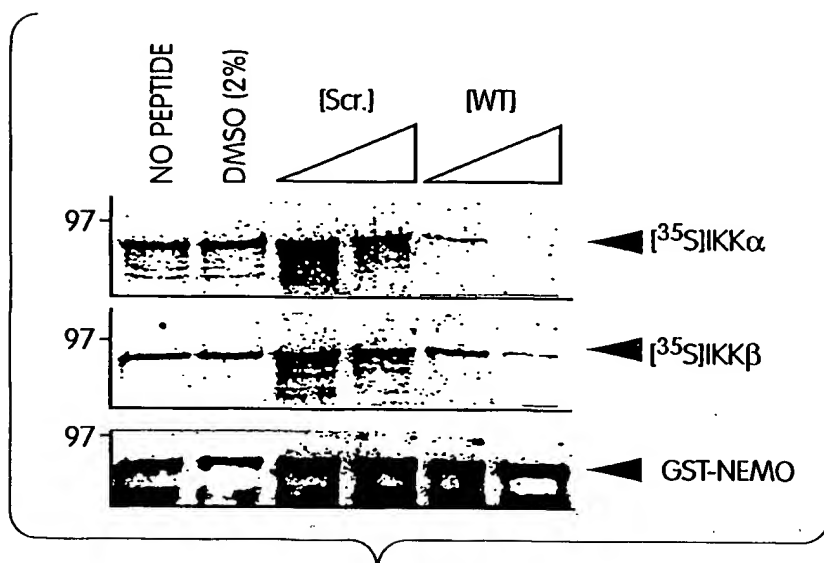 NO PEPTIDE
DMSO (2%)
[Scr.]
[WT]
97
[³⁵S]IKKα
97
[³⁵S]IKKβ
97
GST-NEMO